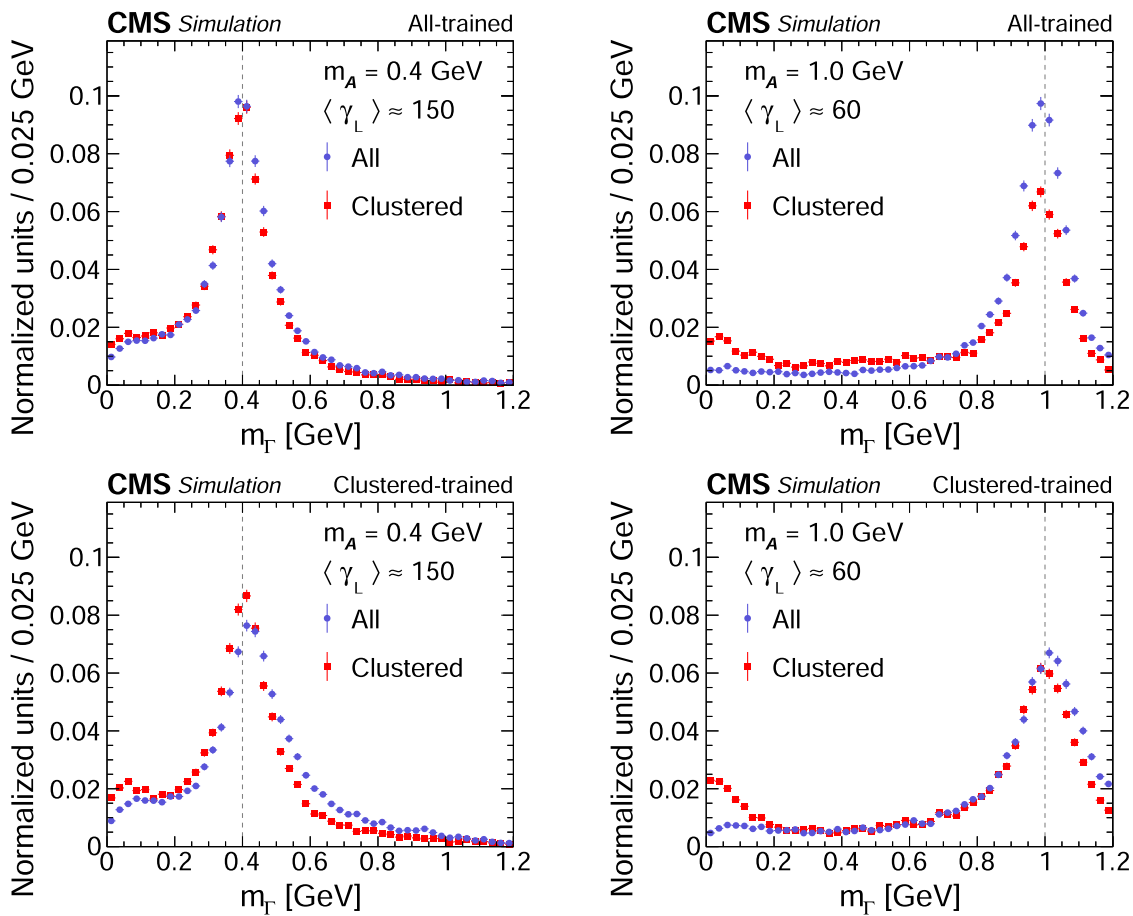 CMS Simulation All-trained
Normalized units / 0.025 GeV
0.1
0.08
0.06
0.04
0.02
0
m_A = 0.4 GeV
⟨ γ_L ⟩ ≈ 150
All
Clustered
0 0.2 0.4 0.6 0.8 1 1.2
m_Γ [GeV]
CMS Simulation All-trained
Normalized units / 0.025 GeV
0.1
0.08
0.06
0.04
0.02
0
m_A = 1.0 GeV
⟨ γ_L ⟩ ≈ 60
All
Clustered
0 0.2 0.4 0.6 0.8 1 1.2
m_Γ [GeV]
CMS Simulation Clustered-trained
Normalized units / 0.025 GeV
0.1
0.08
0.06
0.04
0.02
0
m_A = 0.4 GeV
⟨ γ_L ⟩ ≈ 150
All
Clustered
0 0.2 0.4 0.6 0.8 1 1.2
m_Γ [GeV]
CMS Simulation Clustered-trained
Normalized units / 0.025 GeV
0.1
0.08
0.06
0.04
0.02
0
m_A = 1.0 GeV
⟨ γ_L ⟩ ≈ 60
All
Clustered
0 0.2 0.4 0.6 0.8 1 1.2
m_Γ [GeV]